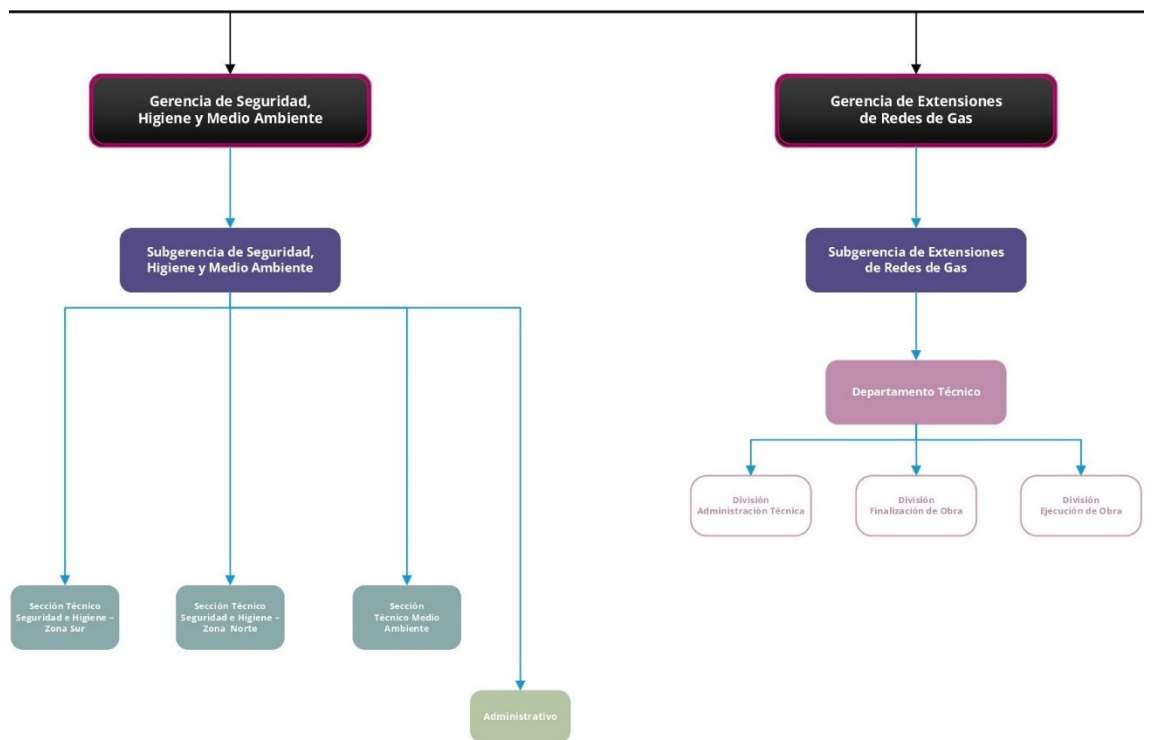 Gerencia de Seguridad,
Higiene y Medio Ambiente
Gerencia de Extensiones
de Redes de Gas
Subgerencia de Seguridad,
Higiene y Medio Ambiente
Subgerencia de Extensiones
de Redes de Gas
Departamento Técnico
División
Administración Técnica
División
Finalización de Obra
División
Ejecución de Obra
Sección Técnico
Seguridad e Higiene –
Zona Sur
Sección Técnico
Seguridad e Higiene –
Zona Norte
Sección
Técnico Medio
Ambiente
Administrativo